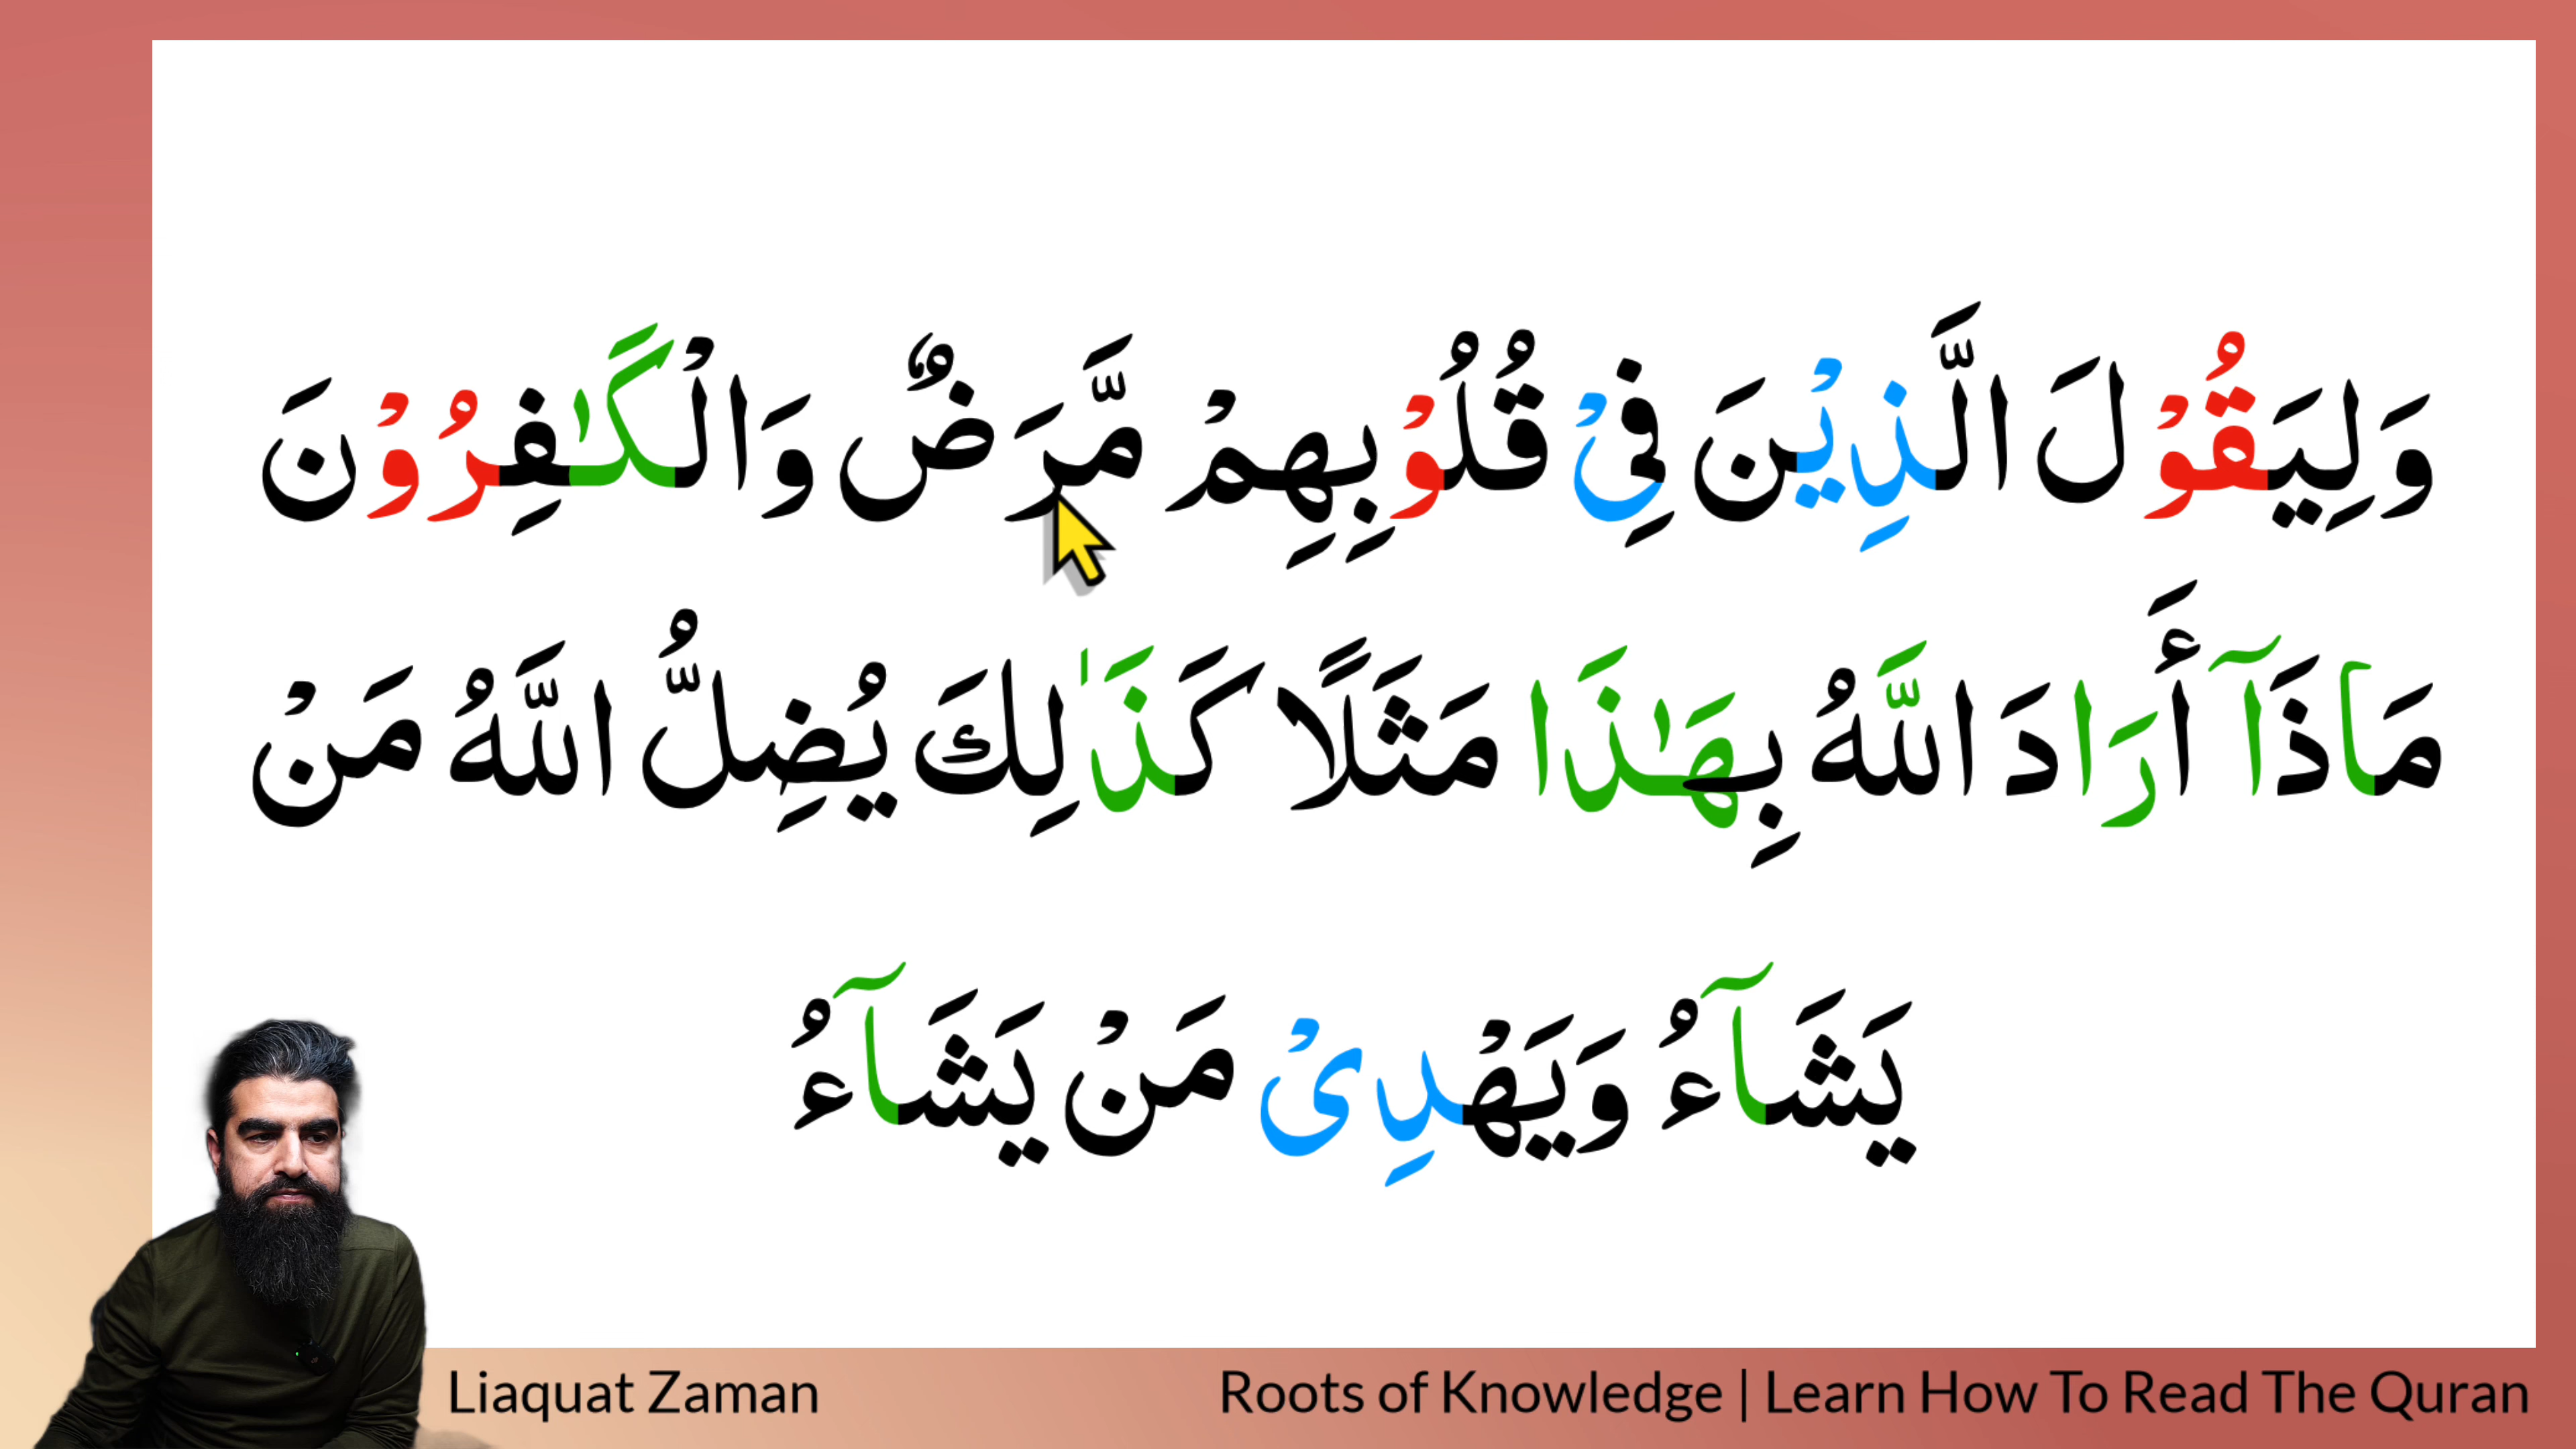 وَلِيَقُوْلَ الَّذِيْنَ فِيْ قُلُوْبِهِمْ مَّرَضٌ وَالْكَٰفِرُوْنَ
مَاذَآ أَرَادَ اللَّهُ بِهَٰذَا مَثَلًا كَذَٰلِكَ يُضِلُّ اللَّهُ مَنْ
يَشَآءُ وَيَهْدِىْ مَنْ يَشَآءُ
Liaquat Zaman
Roots of Knowledge | Learn How To Read The Quran